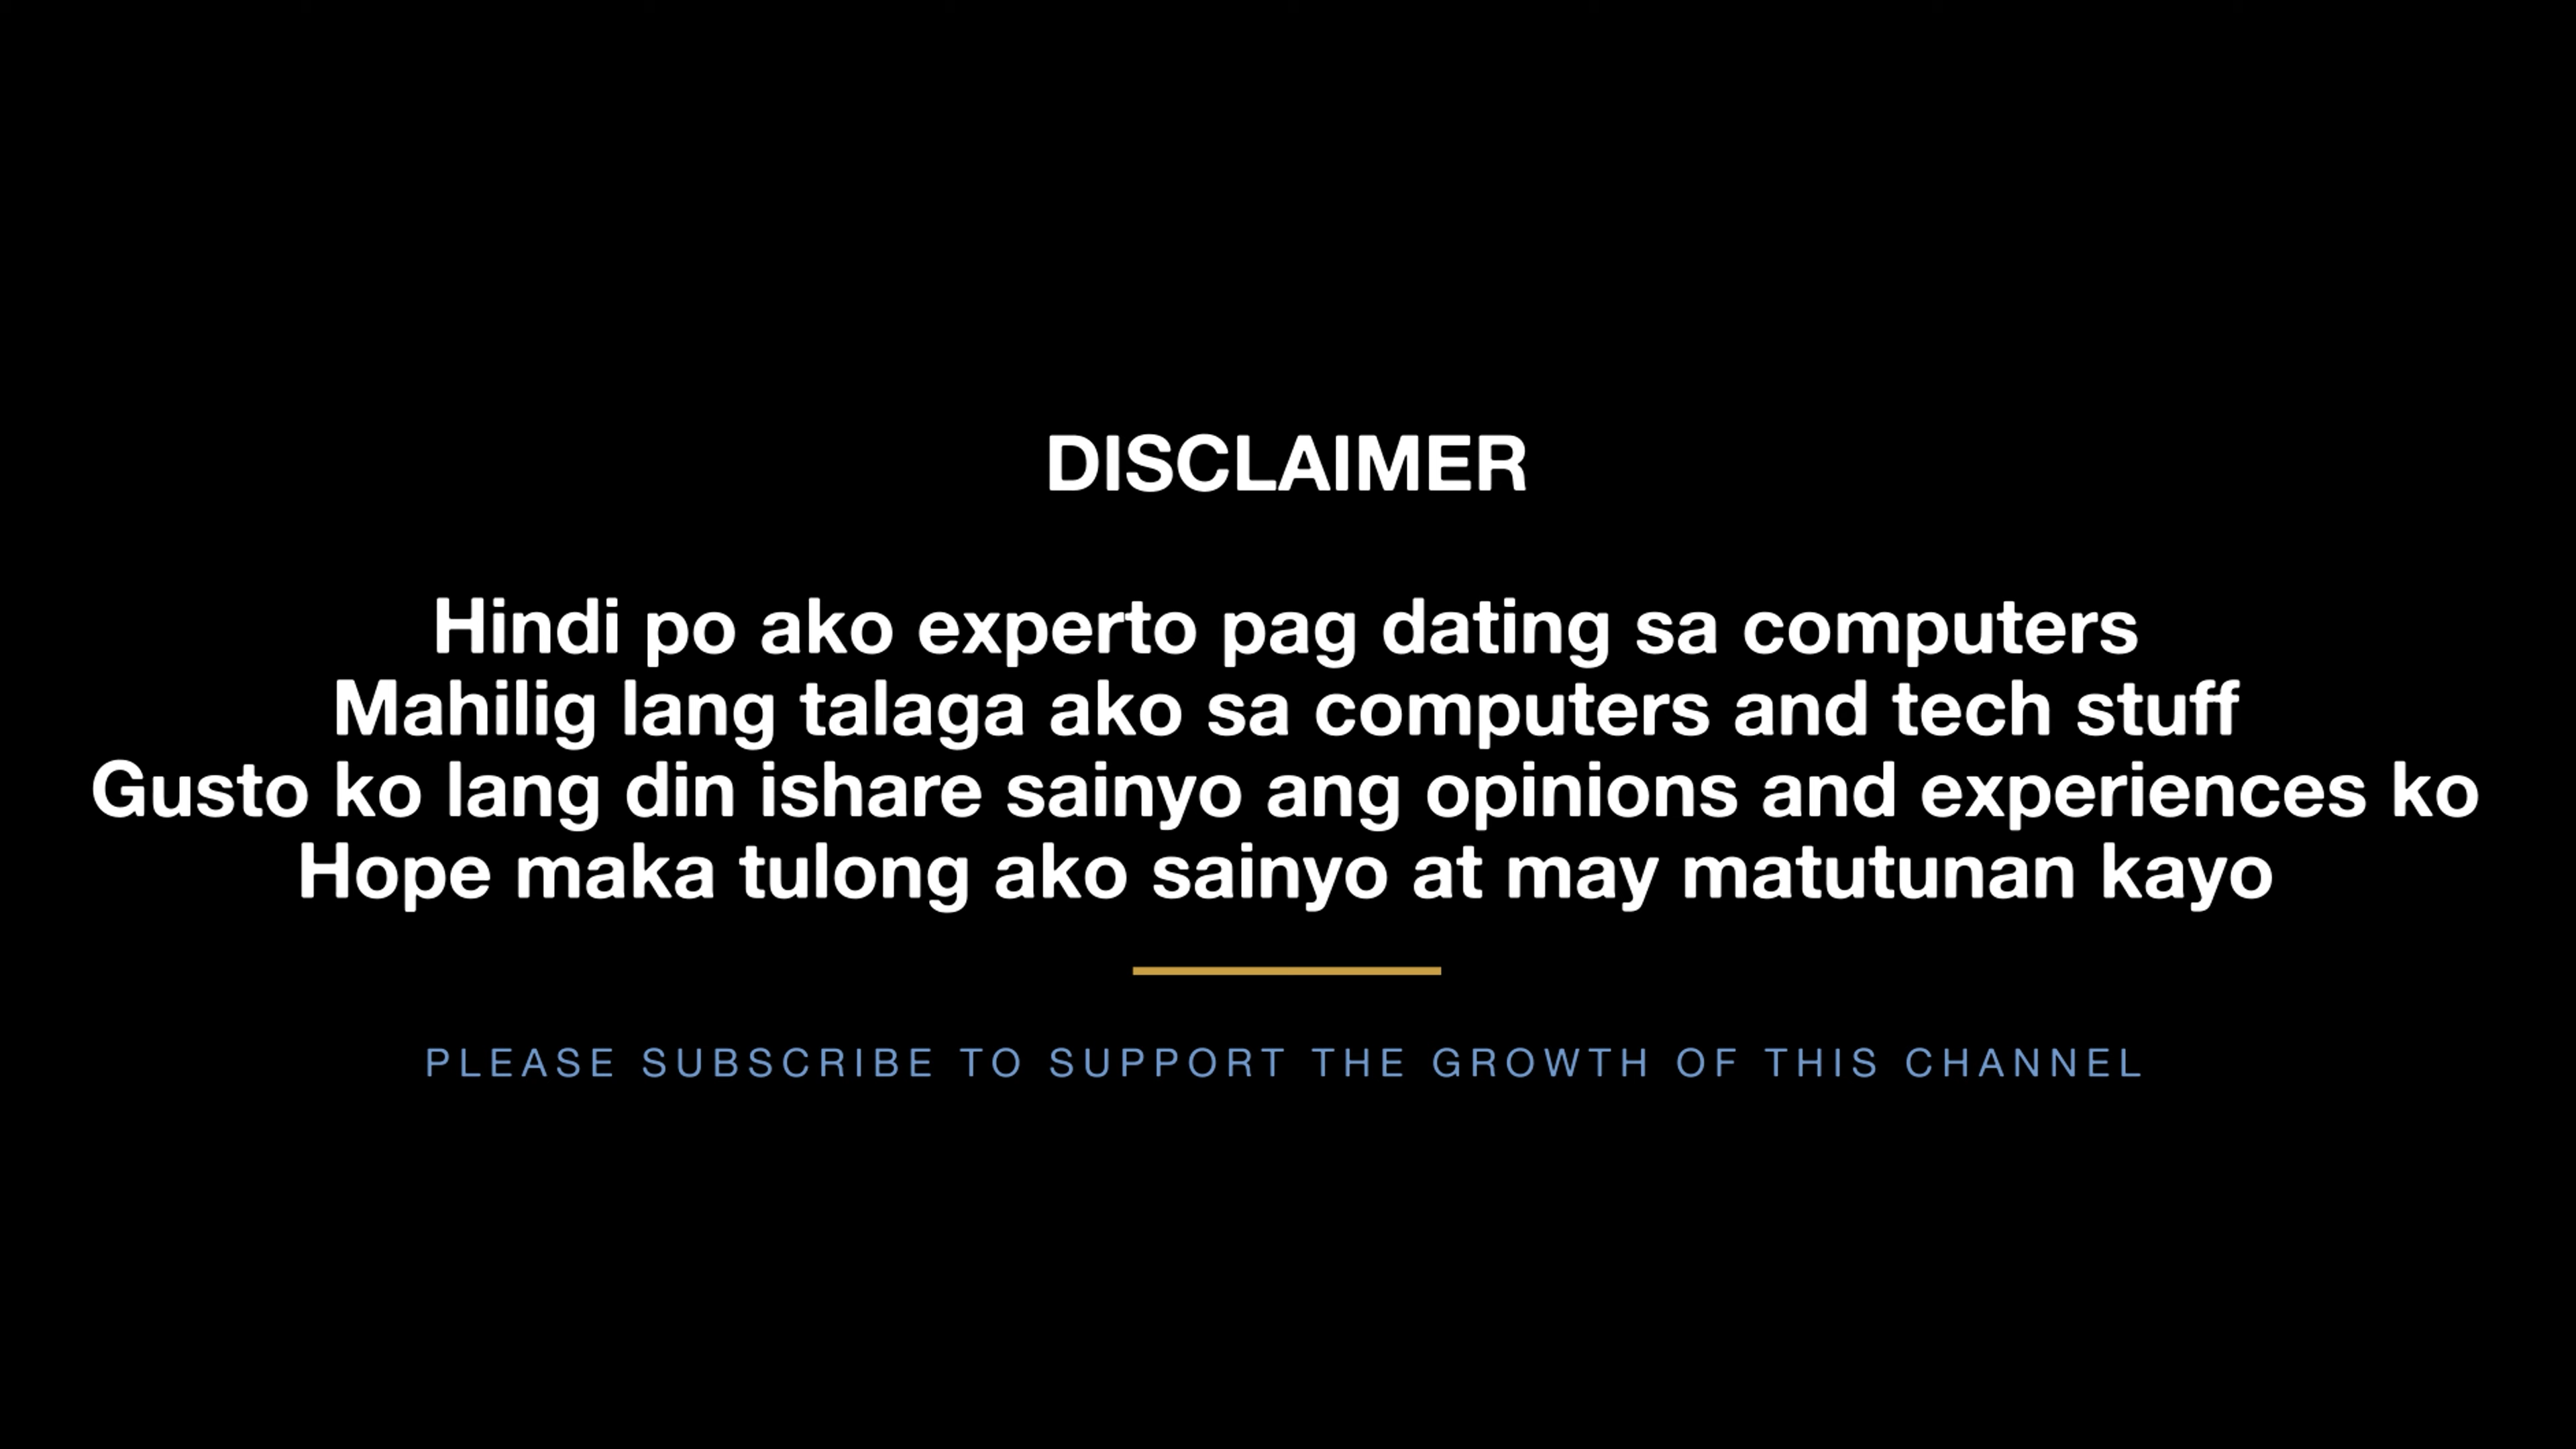 DISCLAIMER
Hindi po ako experto pag dating sa computers
Mahilig lang talaga ako sa computers and tech stuff
Gusto ko lang din ishare sainyo ang opinions and experiences ko
Hope maka tulong ako sainyo at may matutunan kayo
PLEASE SUBSCRIBE TO SUPPORT THE GROWTH OF THIS CHANNEL